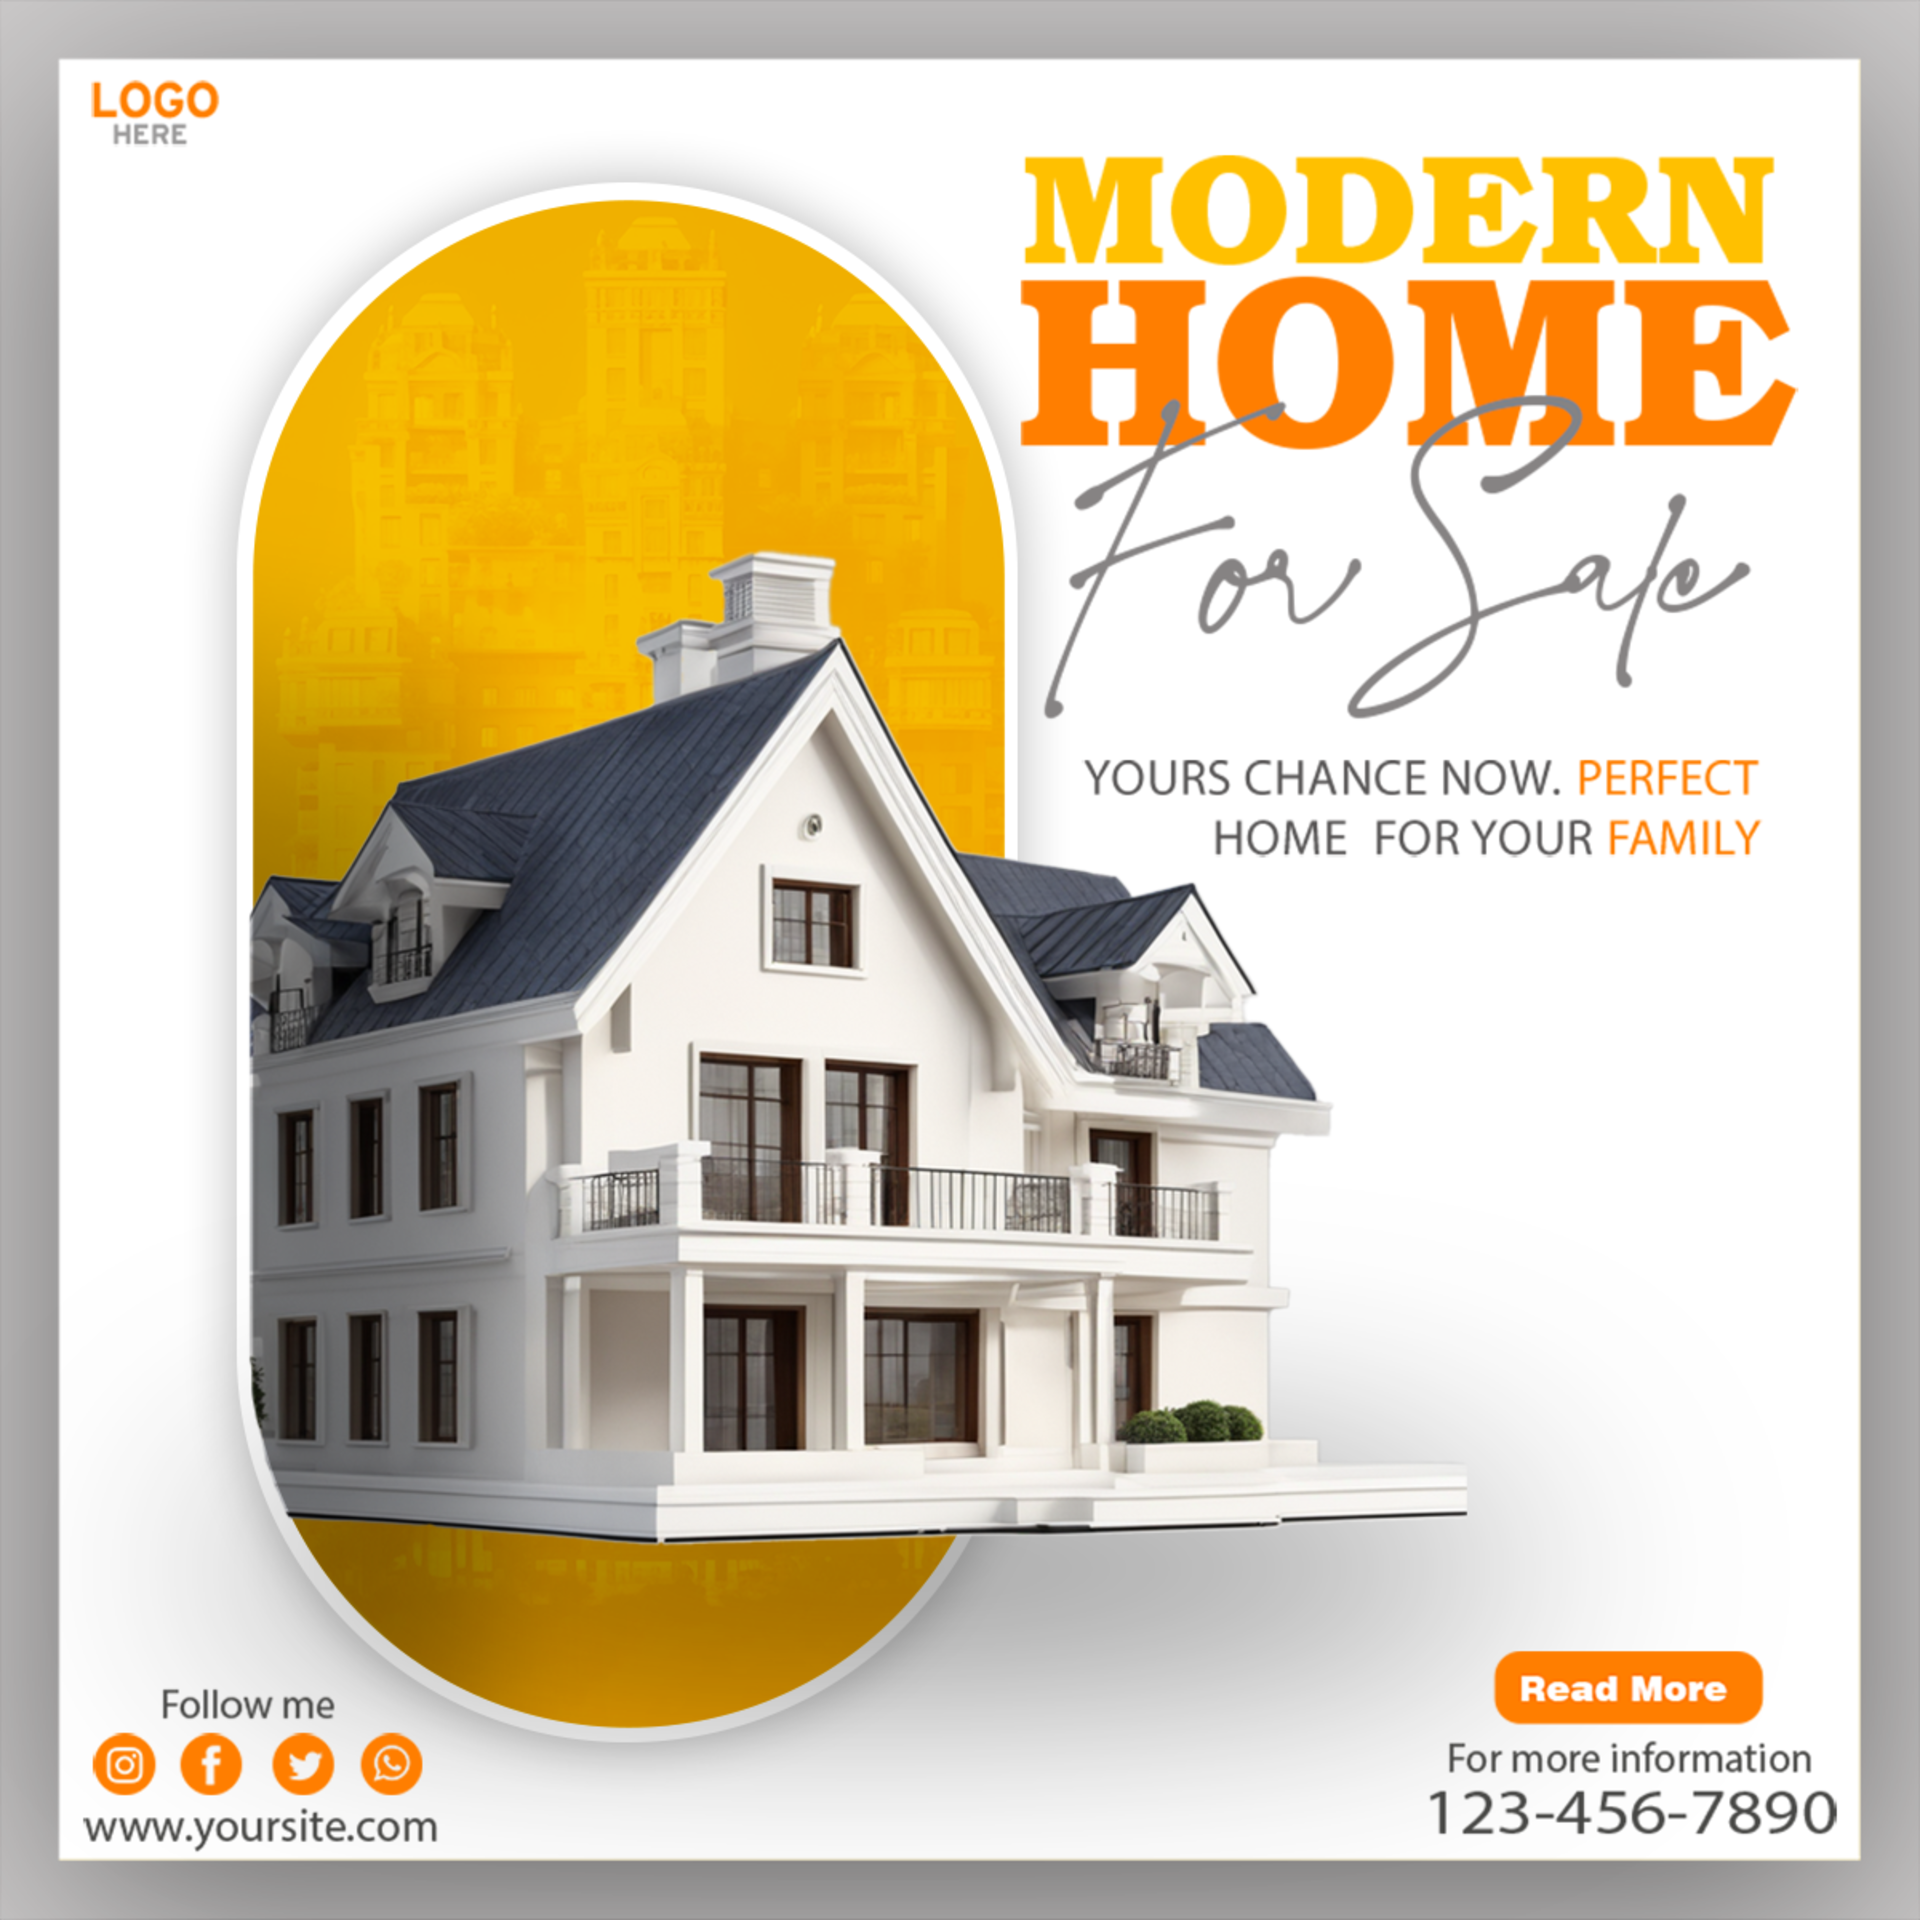 LOGO
HERE
MODERN
HOME
For Sale
YOURS CHANCE NOW. PERFECT
HOME FOR YOUR FAMILY
Follow me
www.yoursite.com
Read More
For more information
123-456-7890